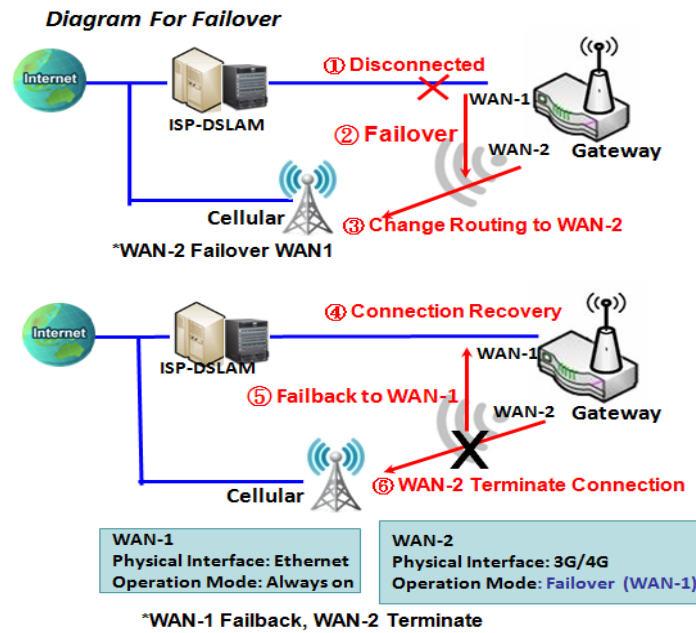 Diagram For Failover
① Disconnected
Internet
WAN-1
ISP-DSLAM
② Failover
WAN-2
Gateway
Cellular
③ Change Routing to WAN-2
*WAN-2 Failover WAN1
④ Connection Recovery
Internet
WAN-1
ISP-DSLAM
⑤ Failback to WAN-1
WAN-2
Gateway
Cellular
⑥ WAN-2 Terminate Connection
WAN-1
Physical Interface: Ethernet
Operation Mode: Always on
WAN-2
Physical Interface: 3G/4G
Operation Mode: Failover (WAN-1)
*WAN-1 Failback, WAN-2 Terminate